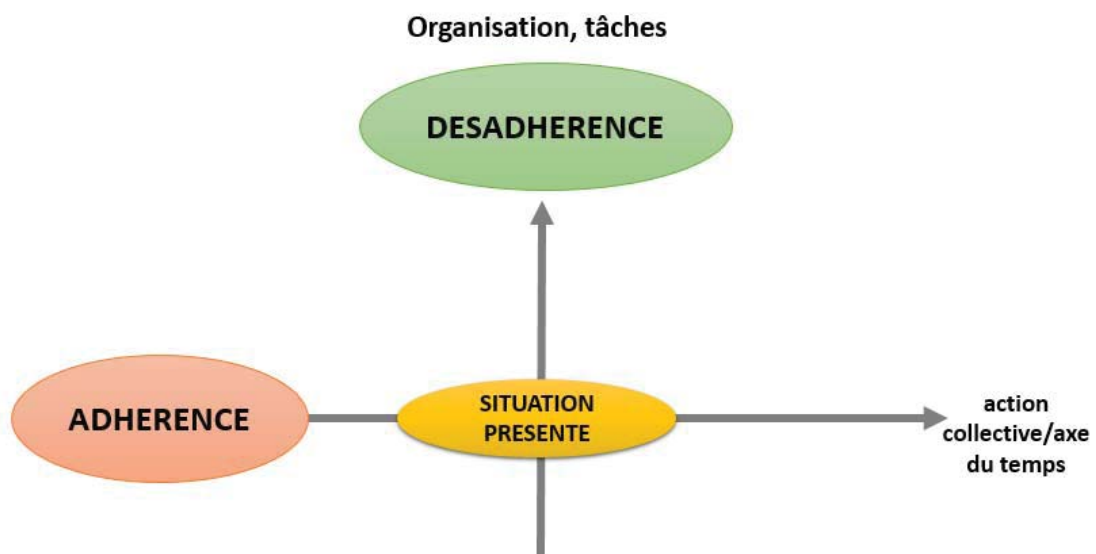 Organisation, tâches
DESADHERENCE
ADHERENCE
SITUATION
PRESENTE
action
collective/axe
du temps